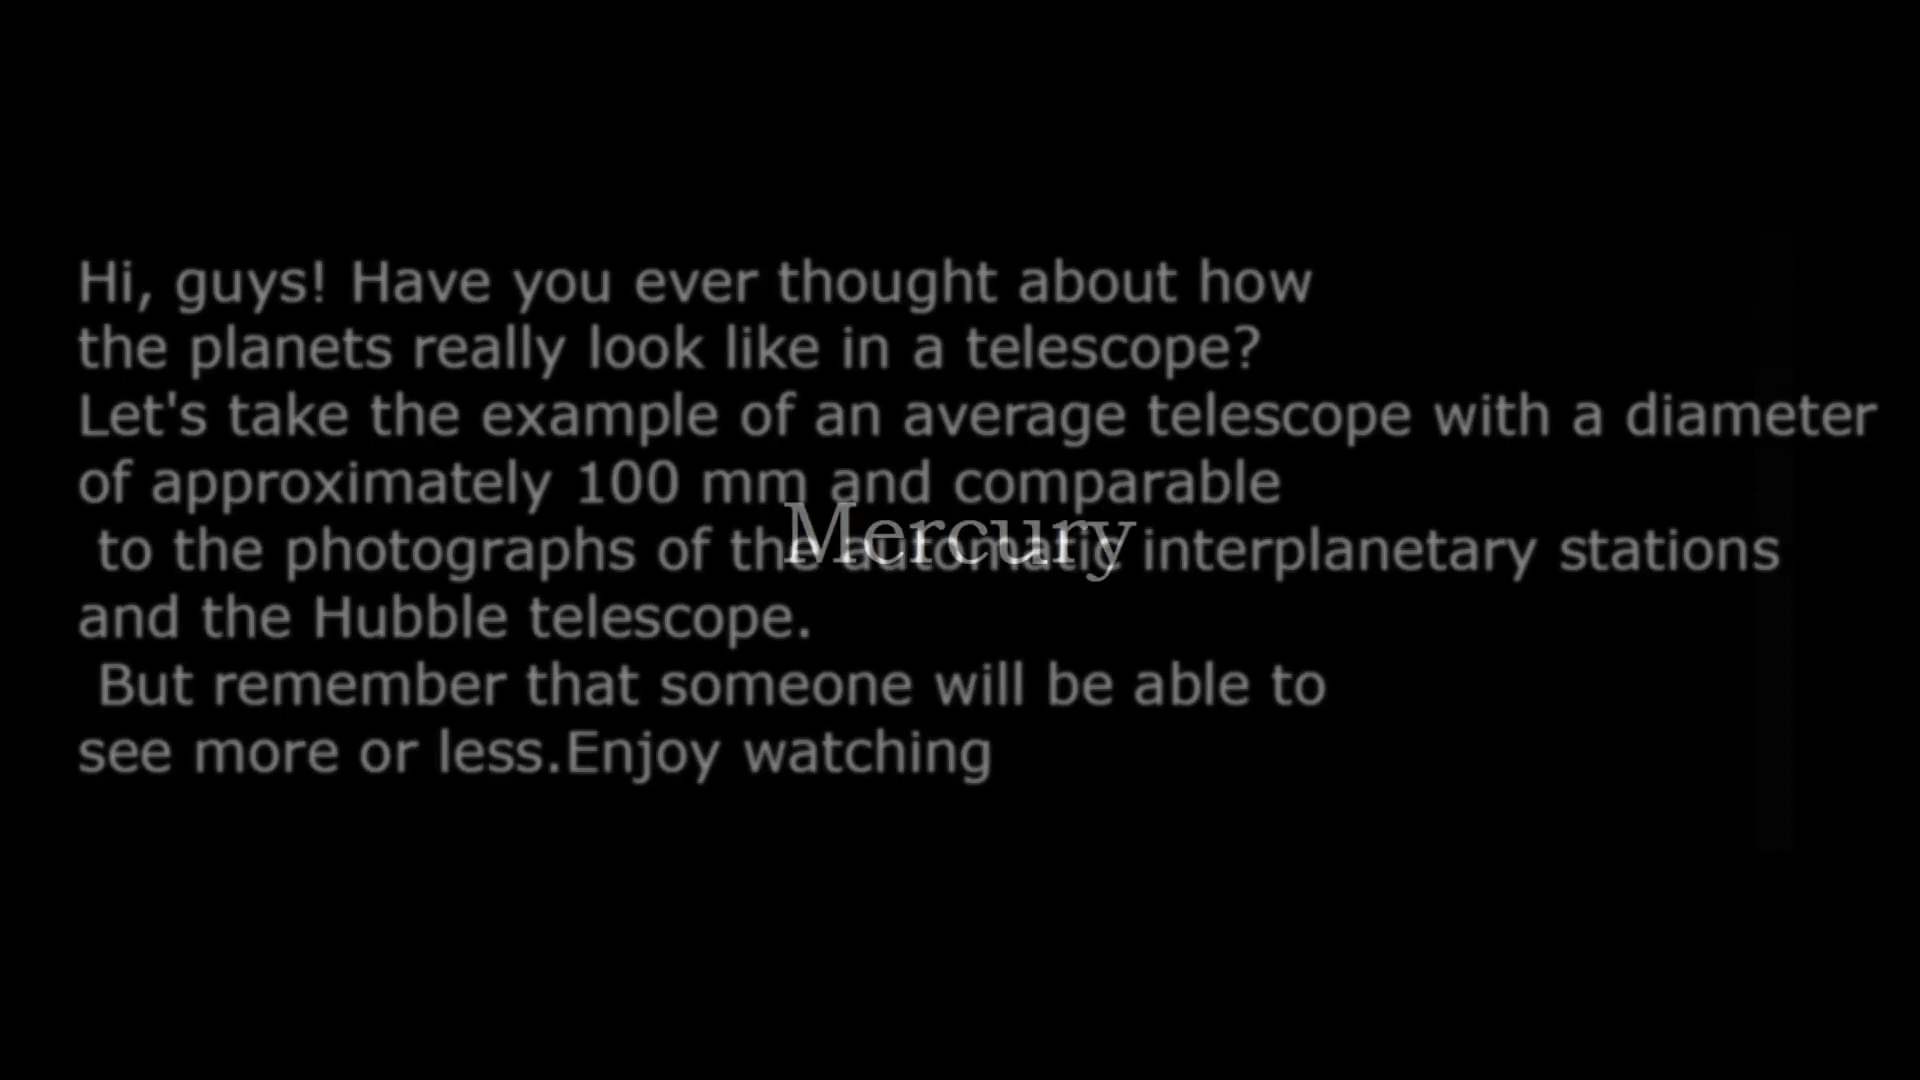 Hi, guys! Have you ever thought about how
the planets really look like in a telescope?
Let's take the example of an average telescope with a diameter
of approximately 100 mm and comparable
to the photographs of the automatic interplanetary stations
Mercury
and the Hubble telescope.
But remember that someone will be able to
see more or less.Enjoy watching